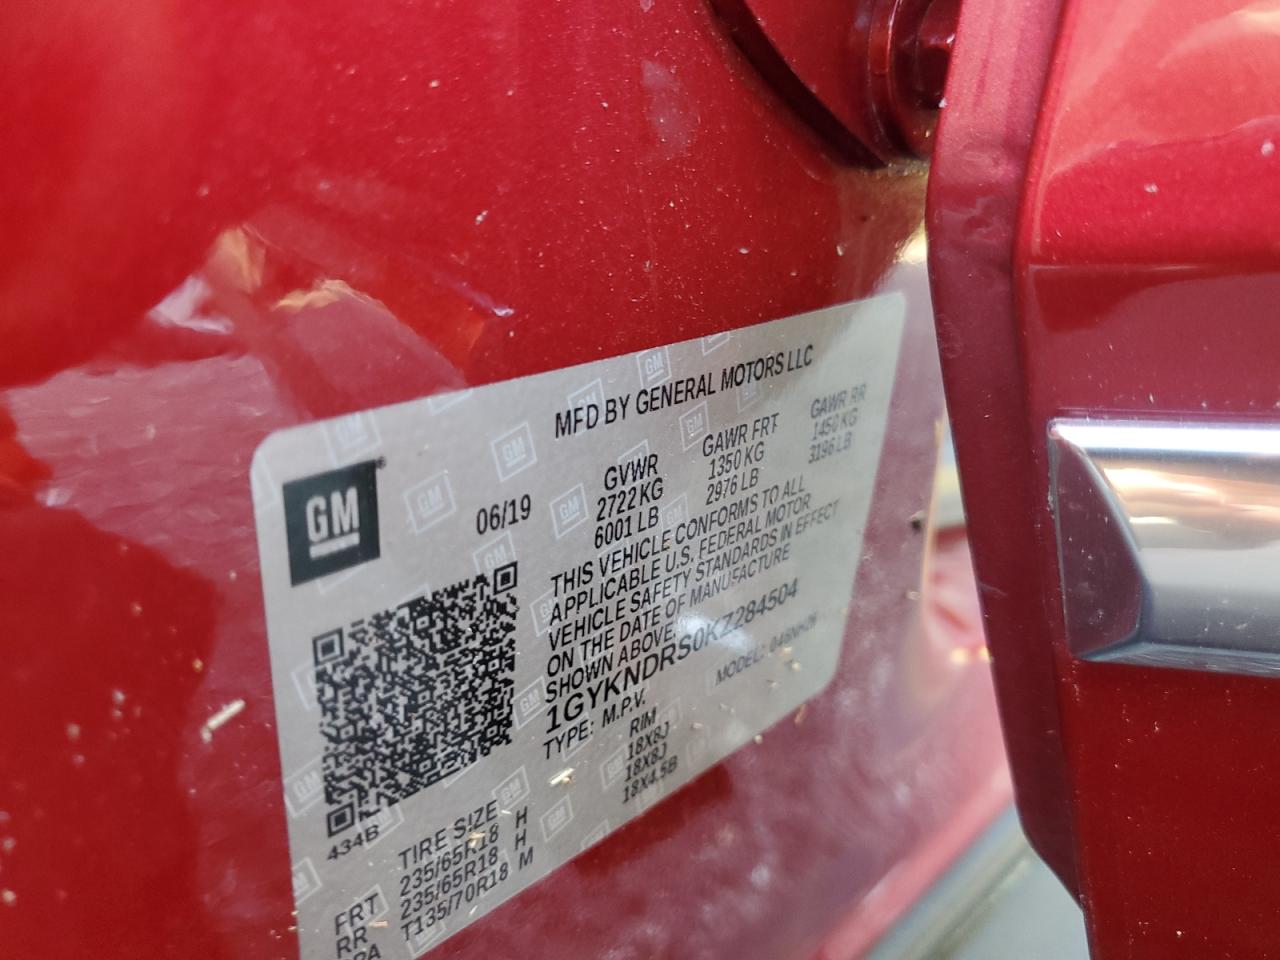 MFD BY GENERAL MOTORS LLC
GM
06/19
GVWR GAWR FRT GAWR RR
2722 KG 1350 KG 1450 KG
6001 LB 2976 LB 3196 LB
THIS VEHICLE CONFORMS TO ALL
APPLICABLE U.S. FEDERAL MOTOR
VEHICLE SAFETY STANDARDS IN EFFECT
ON THE DATE OF MANUFACTURE
SHOWN ABOVE.
1GYKNDRS0KZ284504
TYPE: M.P.V. MODEL:
434B
TIRE SIZE RIM
FRT 235/65R18 H 18X8J
RR 235/65R18 H 18X8J
T135/70R18 M 18X4.5B